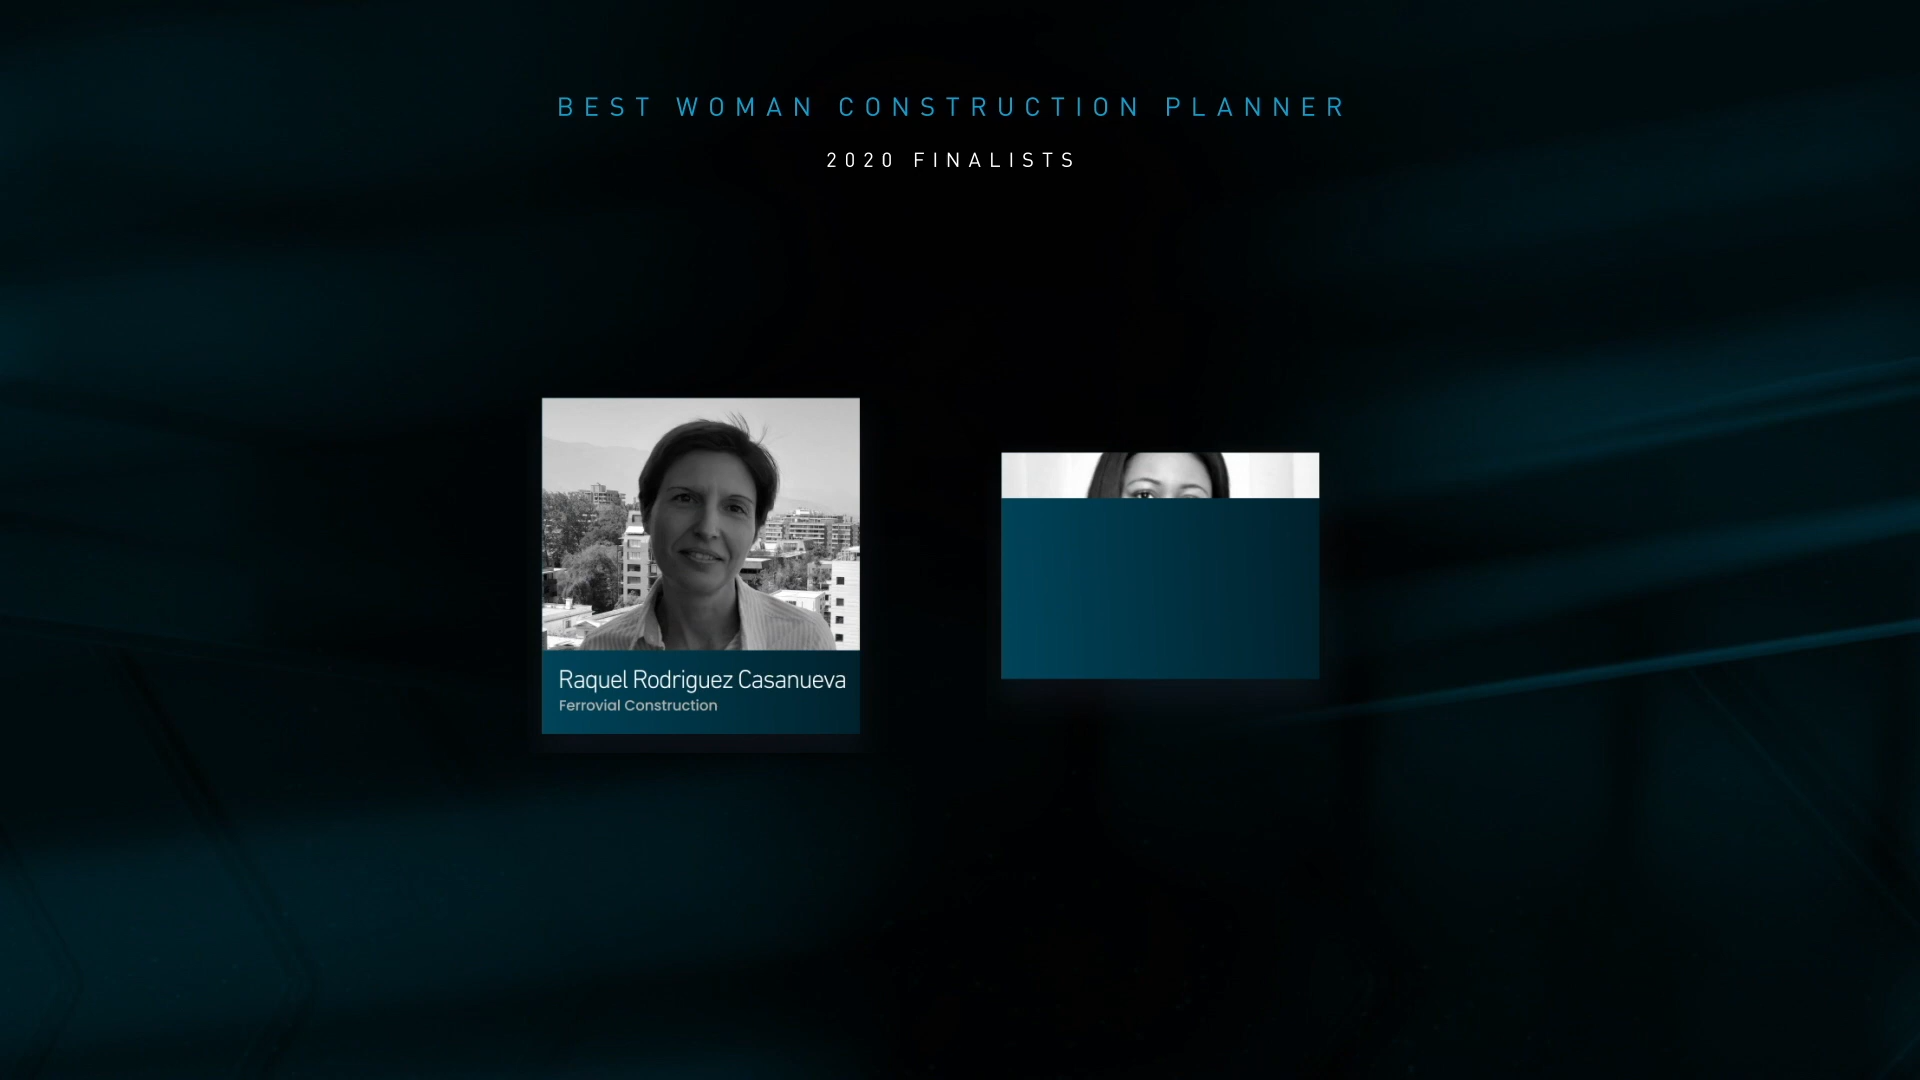 BEST WOMAN CONSTRUCTION PLANNER
2020 FINALISTS
Raquel Rodriguez Casanueva
Ferrovial Construction